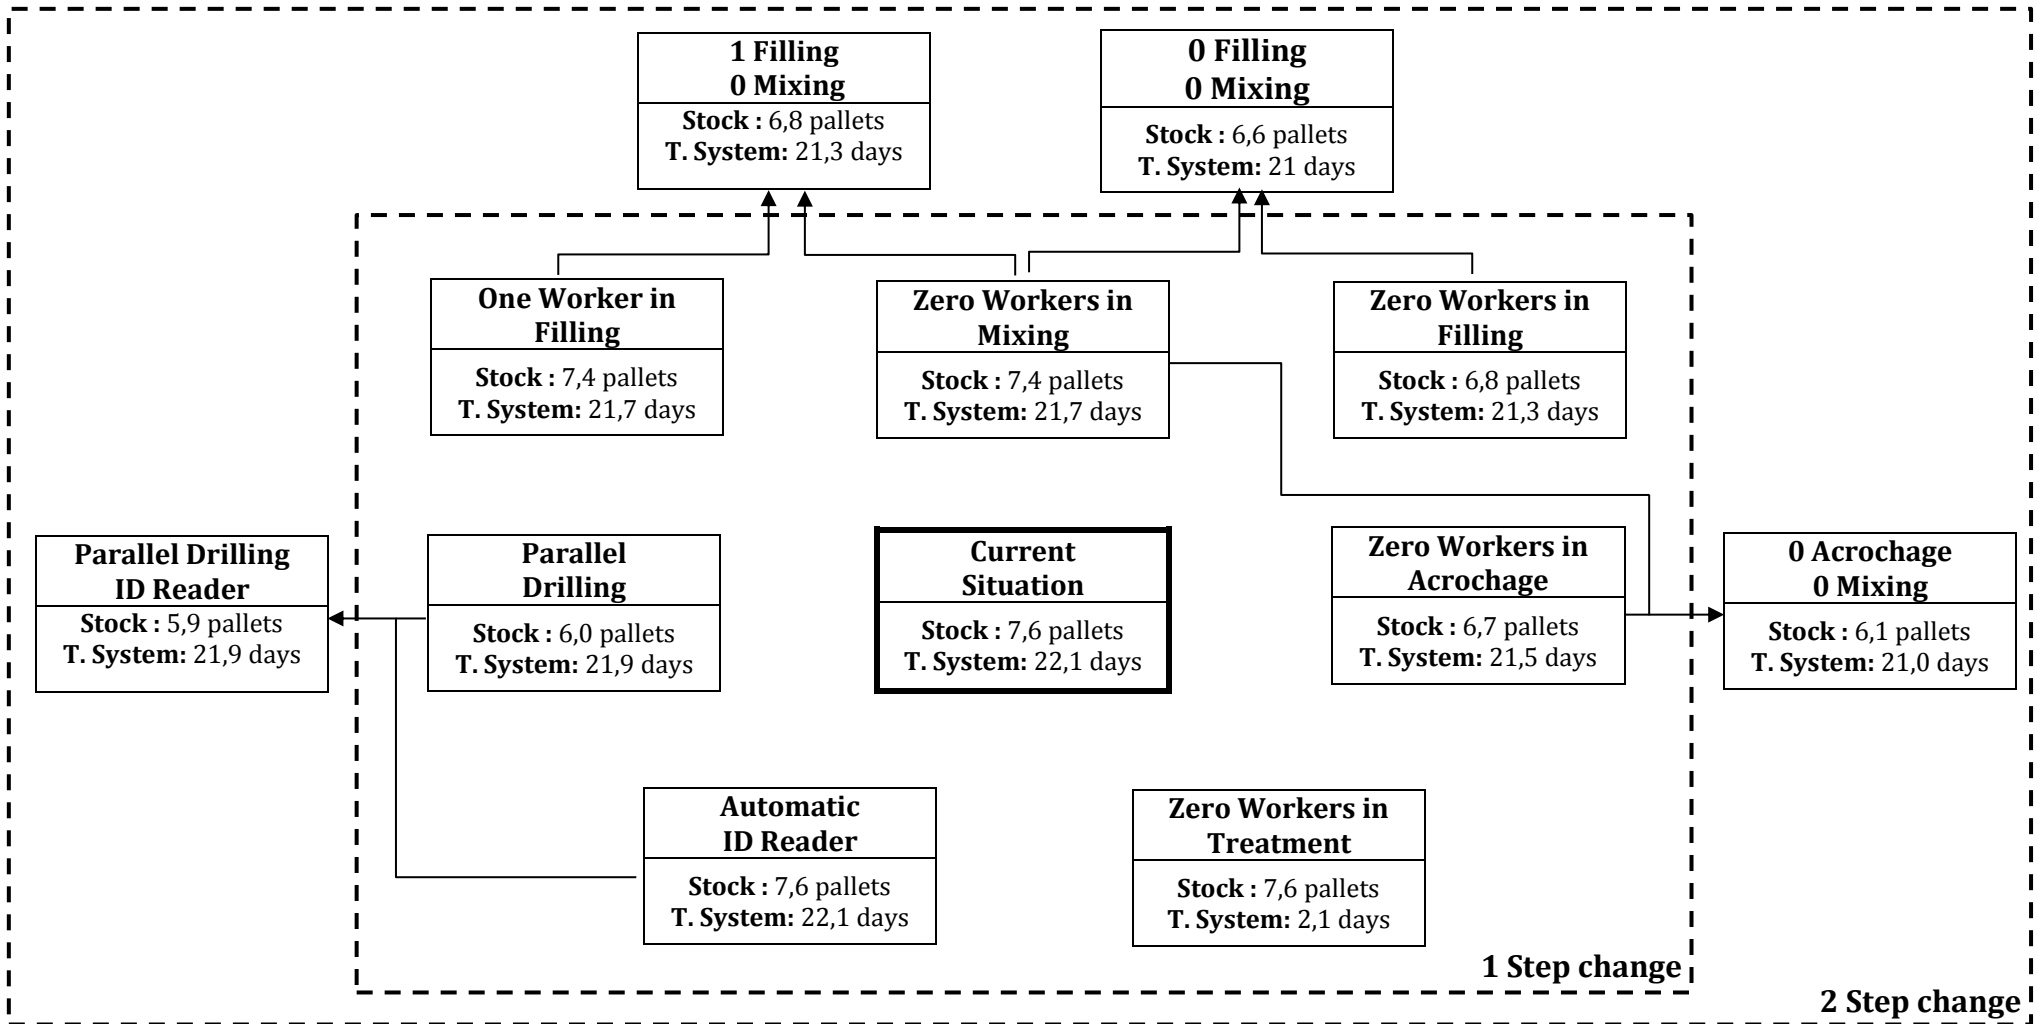 1 Filling
0 Mixing
Stock : 6,8 pallets
T. System: 21,3 days
0 Filling
0 Mixing
Stock : 6,6 pallets
T. System: 21 days
One Worker in
Filling
Stock : 7,4 pallets
T. System: 21,7 days
Zero Workers in
Mixing
Stock : 7,4 pallets
T. System: 21,7 days
Zero Workers in
Filling
Stock : 6,8 pallets
T. System: 21,3 days
Parallel Drilling
ID Reader
Stock : 5,9 pallets
T. System: 21,9 days
Parallel
Drilling
Stock : 6,0 pallets
T. System: 21,9 days
Current
Situation
Stock : 7,6 pallets
T. System: 22,1 days
Zero Workers in
Acrochage
Stock : 6,7 pallets
T. System: 21,5 days
0 Acrochage
0 Mixing
Stock : 6,1 pallets
T. System: 21,0 days
Automatic
ID Reader
Stock : 7,6 pallets
T. System: 22,1 days
Zero Workers in
Treatment
Stock : 7,6 pallets
T. System: 2,1 days
1 Step change
2 Step change